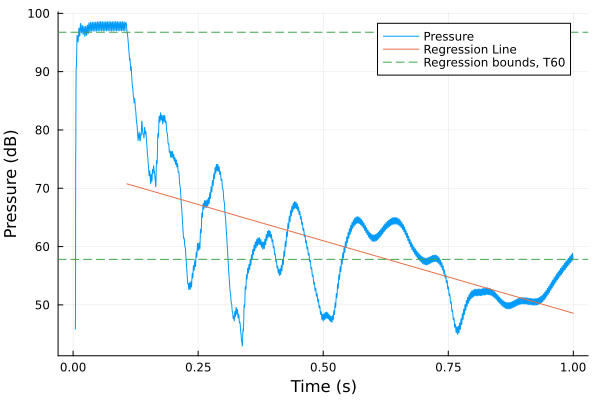 Pressure (dB)
100
90
80
70
60
50
0.00
0.25
0.50
0.75
1.00
Time (s)
Pressure
Regression Line
Regression bounds, T60